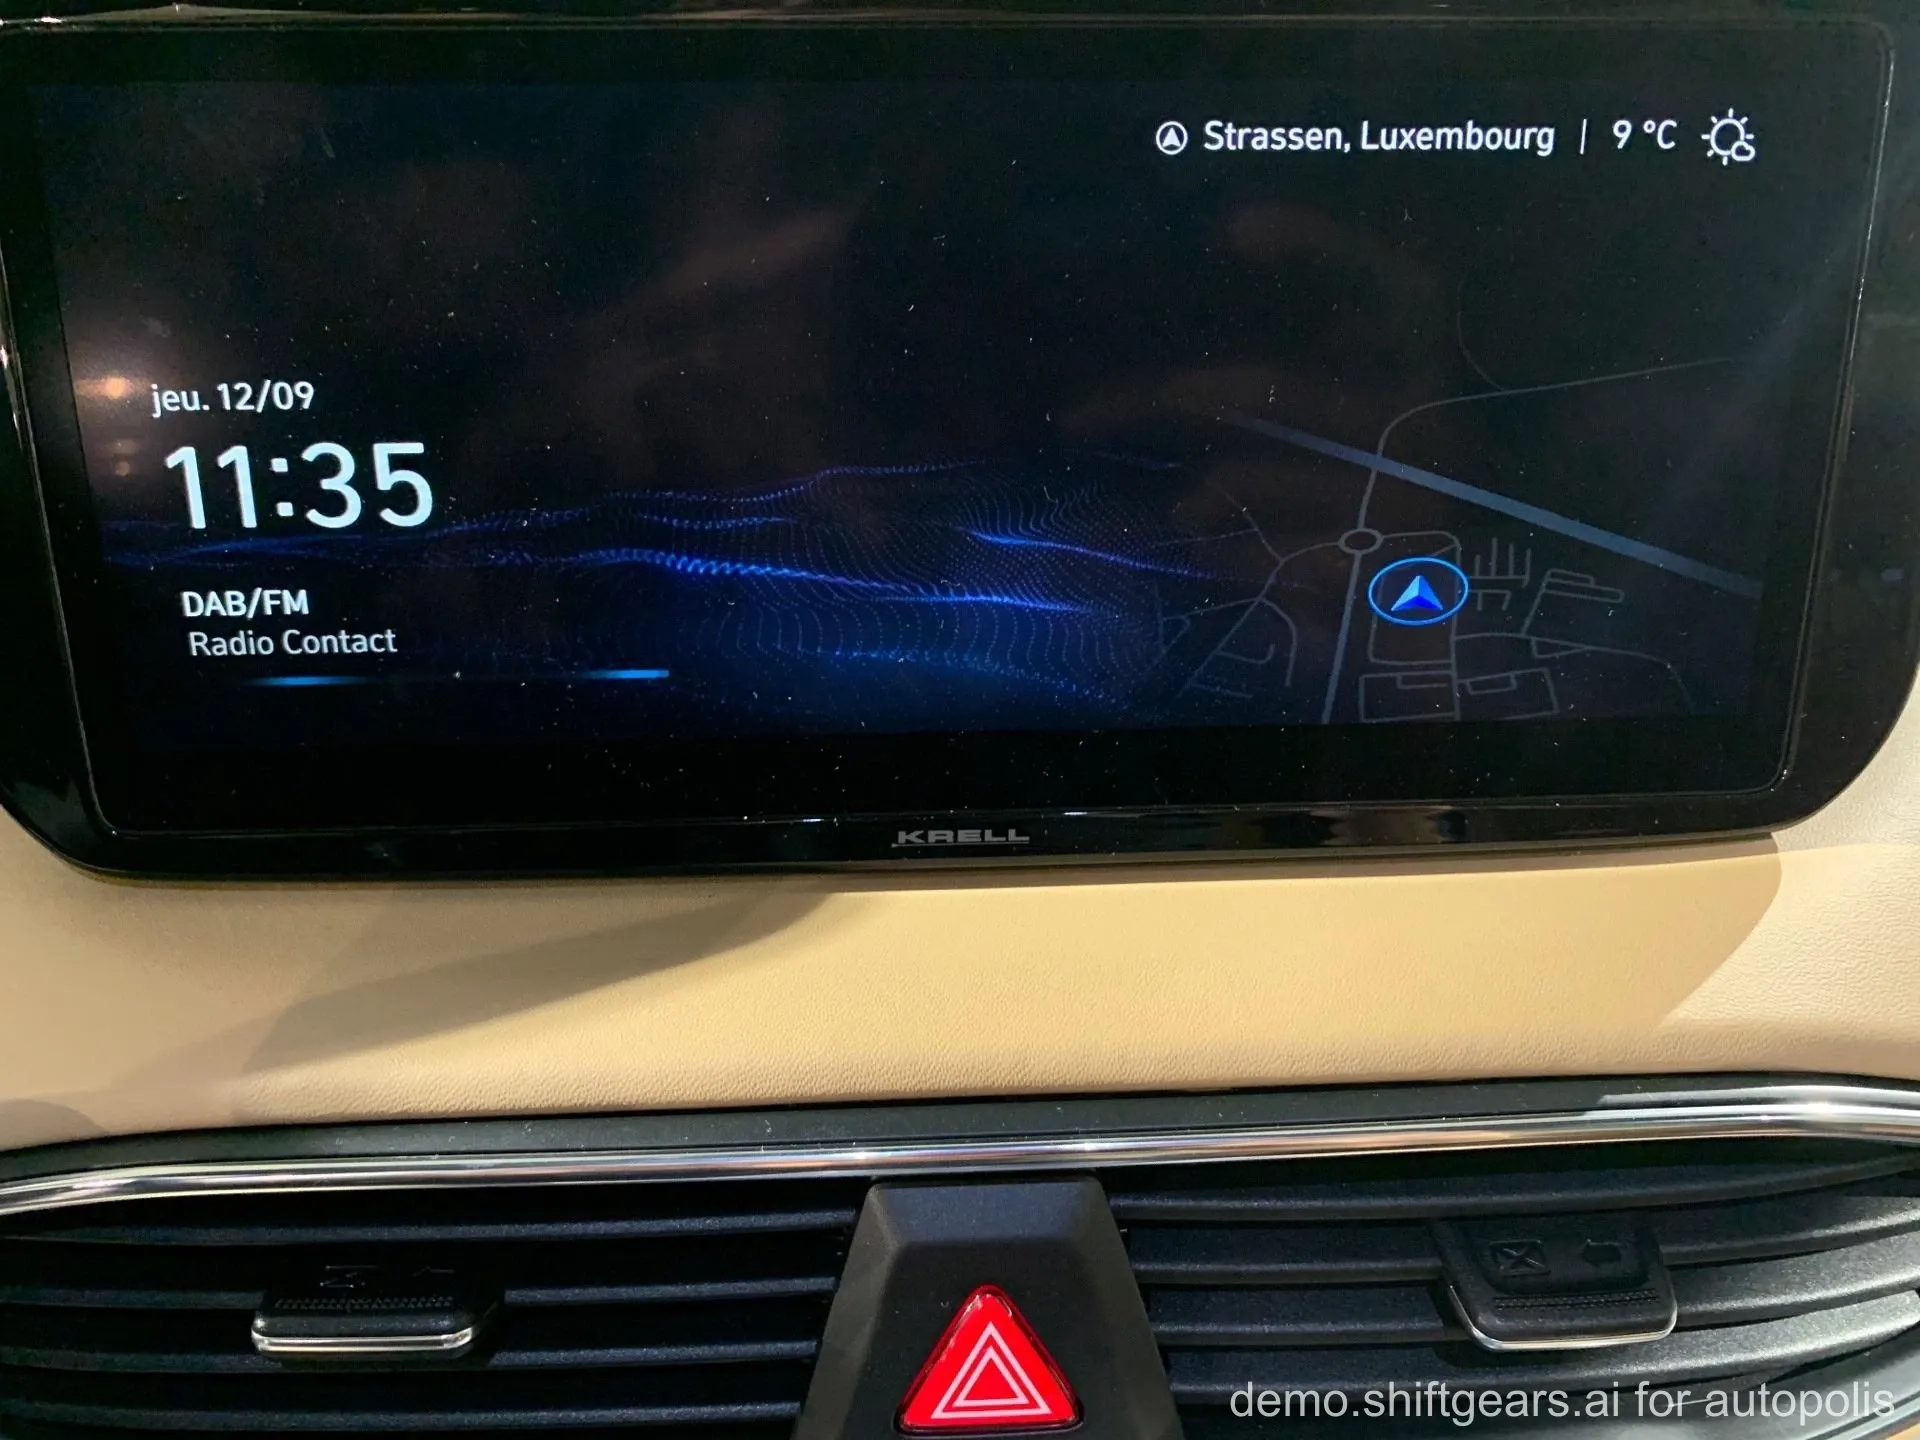 Strassen, Luxembourg | 9 °C
jeu. 12/09
11:35
DAB/FM
Radio Contact
KRELL
demo.shiftgears.ai for autopolis